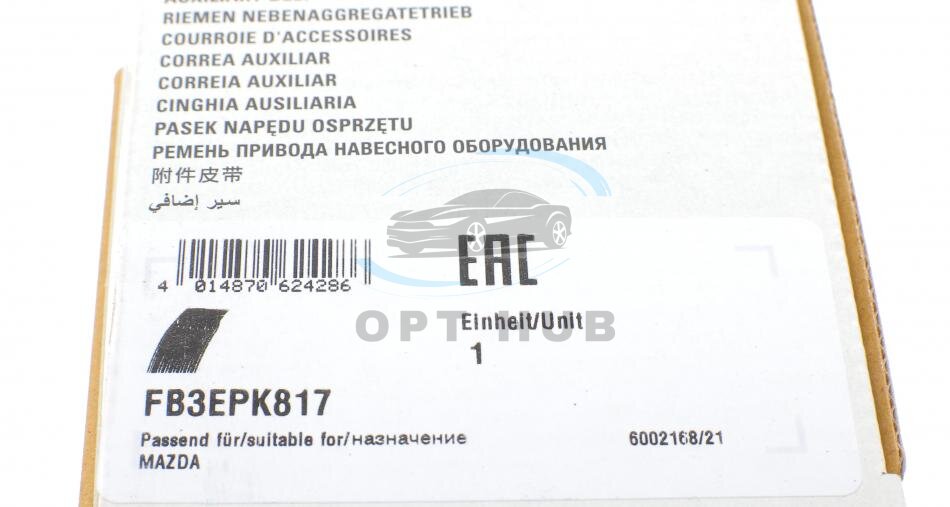 RIEMEN NEBENAGGREGATETRIEB
COURROIE D'ACCESSOIRES
CORREA AUXILIAR
CORREIA AUXILIAR
CINGHIA AUSILIARIA
PASEK NAPĘDU OSPRZĘTU
РЕМЕНЬ ПРИВОДА НАВЕСНОГО ОБОРУДОВАНИЯ
附件皮带
سير إضافي
EAC
4 014870 624286
OPT HUB
Einheit/Unit
1
FB3EPK817
Passend für/suitable for/назначение
6002168/21
MAZDA